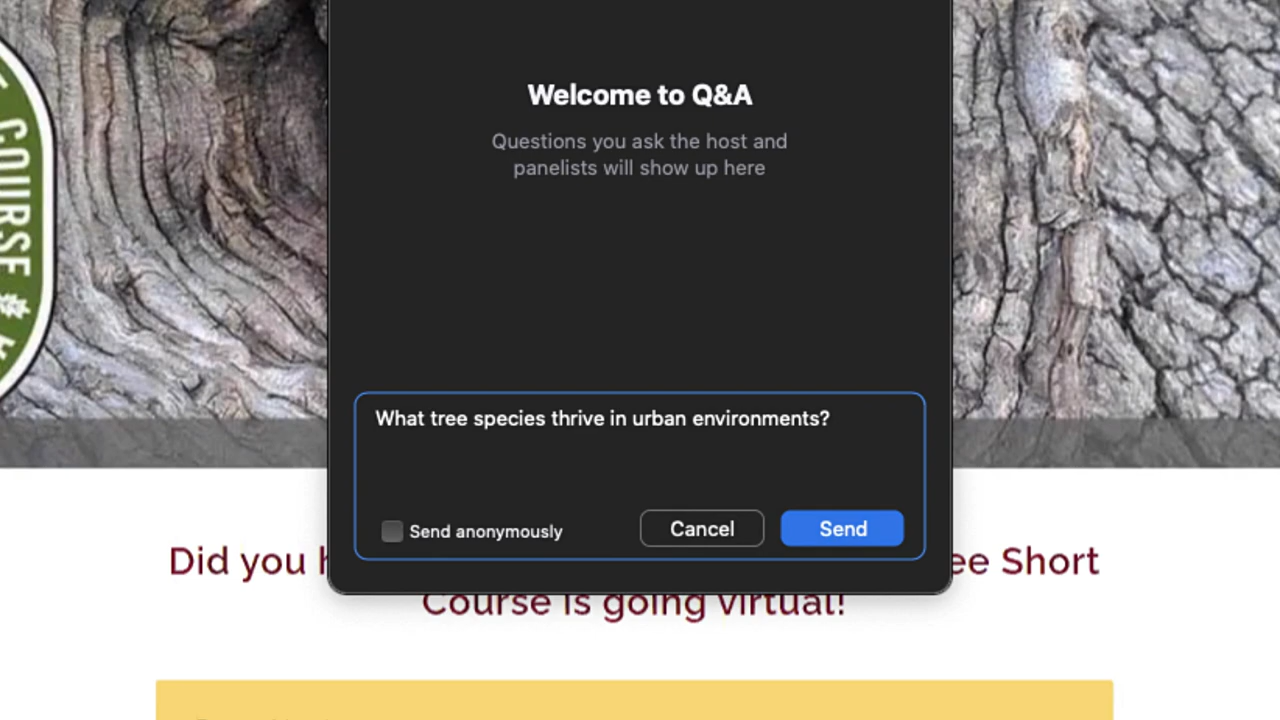 COURSE
Welcome to Q&A
Questions you ask the host and
panelists will show up here
What tree species thrive in urban environments?
Send anonymously
Cancel
Send
Did you
ee Short
Course is going virtual!